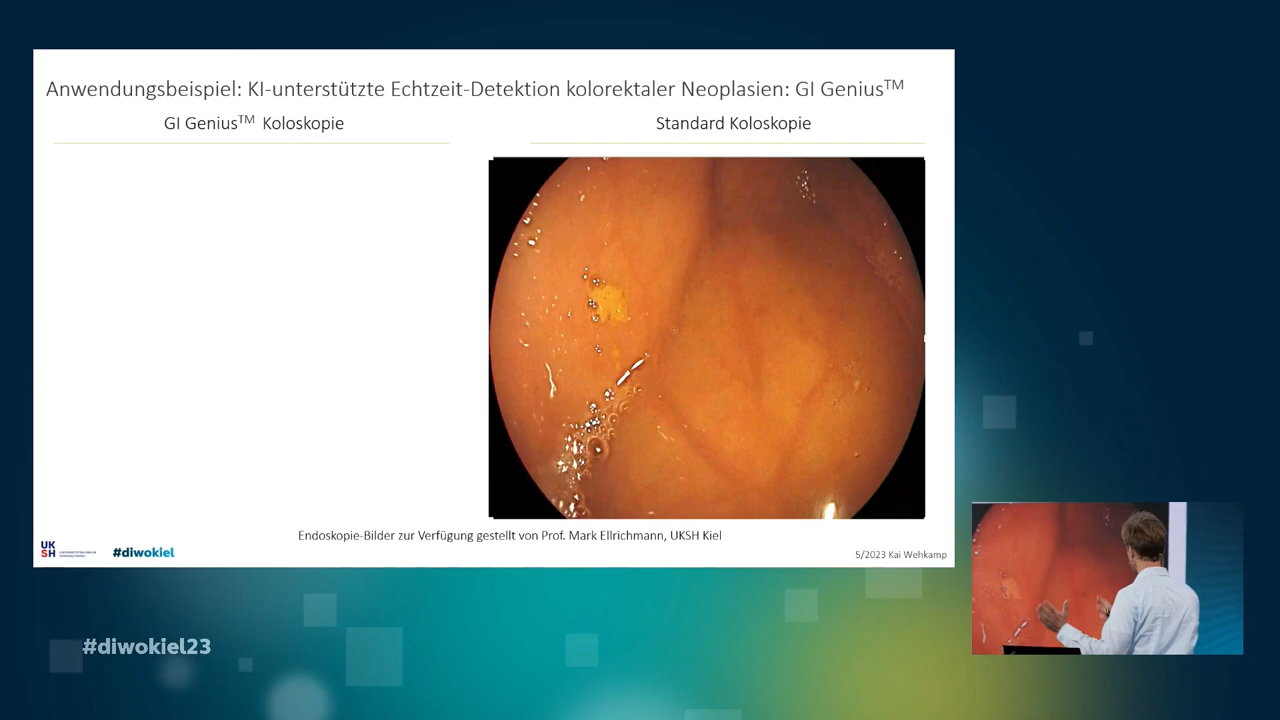 Anwendungsbeispiel: KI-unterstützte Echtzeit-Detektion kolorektaler Neoplasien: GI Genius™
GI Genius™ Koloskopie
Standard Koloskopie
Endoskopie-Bilder zur Verfügung gestellt von Prof. Mark Ellrichmann, UKSH Kiel
UK
SH
#diwokiel
5/2023 Kai Wehkamp
#diwokiel23